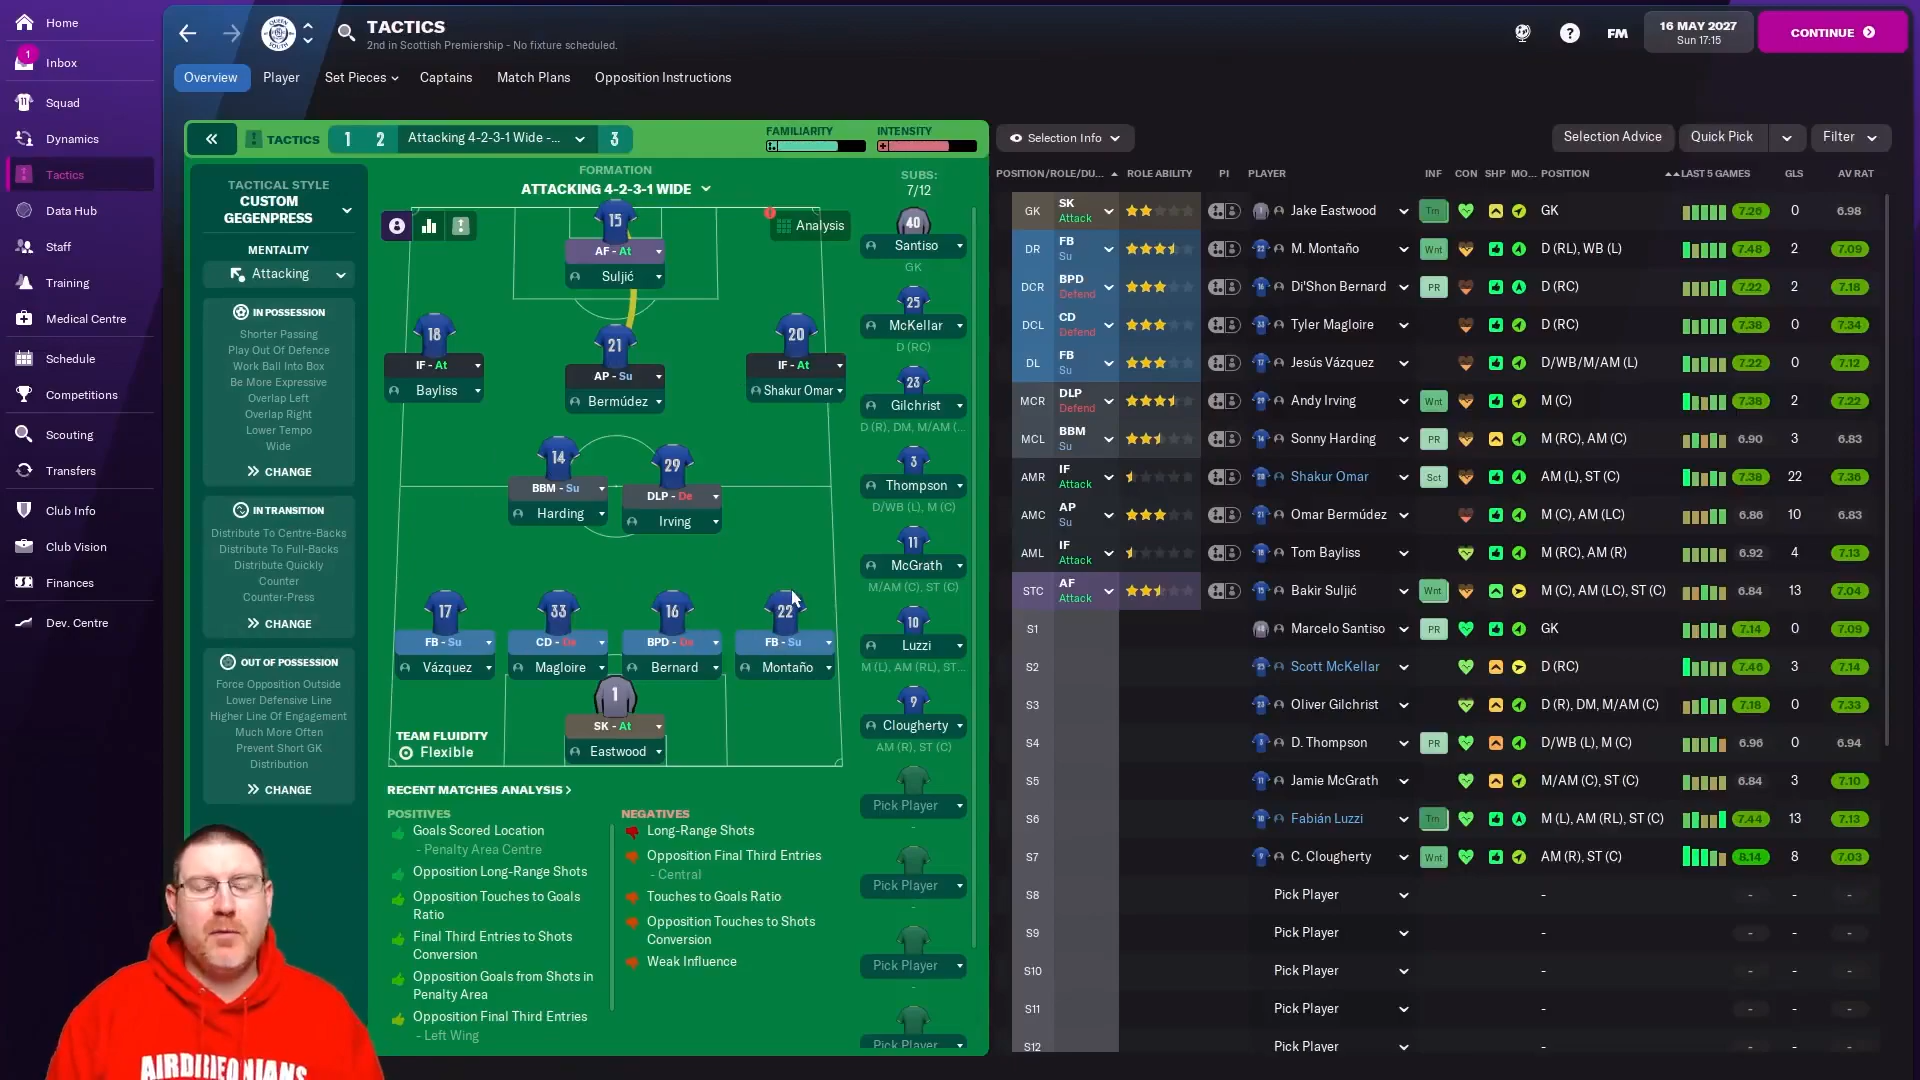 Home
1
Inbox
Squad
Dynamics
Tactics
Data Hub
Staff
Training
Medical Centre
Schedule
Competitions
Scouting
Transfers
Club Info
Club Vision
Finances
Dev. Centre
TACTICS
2nd in Scottish Premiership - No fixture scheduled.
?
FM
16 MAY 2027
Sun 17:15
CONTINUE
Overview
Player
Set Pieces
Captains
Match Plans
Opposition Instructions
TACTICS
1
2
Attacking 4-2-3-1 Wide -...
3
FAMILIARITY
INTENSITY
TACTICAL STYLE
CUSTOM
GEGENPRESS
MENTALITY
Attacking
IN POSSESSION
Shorter Passing
Play Out Of Defence
Work Ball Into Box
Be More Expressive
Overlap Left
Overlap Right
Lower Tempo
Wide
CHANGE
IN TRANSITION
Distribute To Centre-Backs
Distribute To Full-Backs
Distribute Quickly
Counter
Counter-Press
CHANGE
OUT OF POSSESSION
Force Opposition Outside
Lower Defensive Line
Higher Line Of Engagement
Much More Often
Prevent Short GK
Distribution
CHANGE
FORMATION
ATTACKING 4-2-3-1 WIDE
Analysis
15
AF - At
Suljić
18
IF - At
Bayliss
21
AP - Su
Bermúdez
20
IF - At
Shakur Omar
14
BBM - Su
Harding
29
DLP - De
Irving
17
FB - Su
Vázquez
33
CD - De
Magloire
16
BPD - De
Bernard
22
FB - Su
Montaño
1
SK - At
Eastwood
TEAM FLUIDITY
Flexible
SUBS:
7/12
40
Santiso
GK
25
McKellar
D (RC)
23
Gilchrist
D (R), DM, M/AM (...
3
Thompson
D/WB (L), M (C)
11
McGrath
M/AM (C), ST (C)
10
Luzzi
M (L), AM (RL), ST...
9
Clougherty
AM (R), ST (C)
Pick Player
-
Pick Player
-
Pick Player
-
Pick Player
RECENT MATCHES ANALYSIS >
POSITIVES
Goals Scored Location
- Penalty Area Centre
Opposition Long-Range Shots
Opposition Touches to Goals
Ratio
Final Third Entries to Shots
Conversion
Opposition Goals from Shots in
Penalty Area
Opposition Final Third Entries
- Left Wing
NEGATIVES
Long-Range Shots
Opposition Final Third Entries
- Central
Touches to Goals Ratio
Opposition Touches to Shots
Conversion
Weak Influence
Selection Info
Selection Advice
Quick Pick
Filter
POSITION/ROLE/DU... ROLE ABILITY PI PLAYER INF CON SHP MO... POSITION LAST 5 GAMES GLS AV RAT
GK SK Attack Jake Eastwood Trn GK 7.26 0 6.98
DR FB Su M. Montaño Wnt D (RL), WB (L) 7.48 2 7.09
DCR BPD Defend Di'Shon Bernard PR D (RC) 7.22 2 7.18
DCL CD Defend Tyler Magloire D (RC) 7.38 0 7.34
DL FB Su Jesús Vázquez D/WB/M/AM (L) 7.22 0 7.12
MCR DLP Defend Andy Irving Wnt M (C) 7.38 2 7.22
MCL BBM Su Sonny Harding PR M (RC), AM (C) 6.90 3 6.83
AMR IF Attack Shakur Omar Sct AM (L), ST (C) 7.38 22 7.36
AMC AP Su Omar Bermúdez M (C), AM (LC) 6.86 10 6.83
AML IF Attack Tom Bayliss M (RC), AM (R) 6.92 4 7.13
STC AF Attack Bakir Suljić Wnt M (C), AM (LC), ST (C) 6.84 13 7.04
S1 Marcelo Santiso PR GK 7.14 0 7.09
S2 Scott McKellar D (RC) 7.46 3 7.14
S3 Oliver Gilchrist D (R), DM, M/AM (C) 7.18 0 7.33
S4 D. Thompson PR D/WB (L), M (C) 6.96 0 6.94
S5 Jamie McGrath M/AM (C), ST (C) 6.84 3 7.10
S6 Fabián Luzzi Trn M (L), AM (RL), ST (C) 7.44 13 7.13
S7 C. Clougherty Wnt AM (R), ST (C) 8.14 8 7.03
S8 Pick Player - - - -
S9 Pick Player - - - -
S10 Pick Player - - - -
S11 Pick Player - - - -
S12 Pick Player - - - -